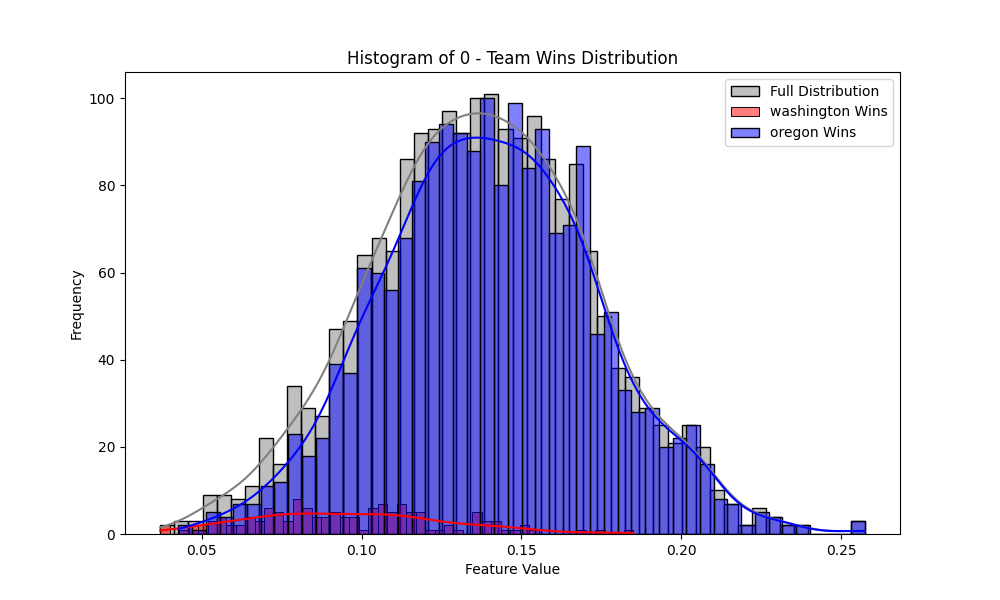 Histogram of 0 - Team Wins Distribution
Full Distribution
washington Wins
oregon Wins
Frequency
100
80
60
40
20
0
0.05 0.10 0.15 0.20 0.25
Feature Value